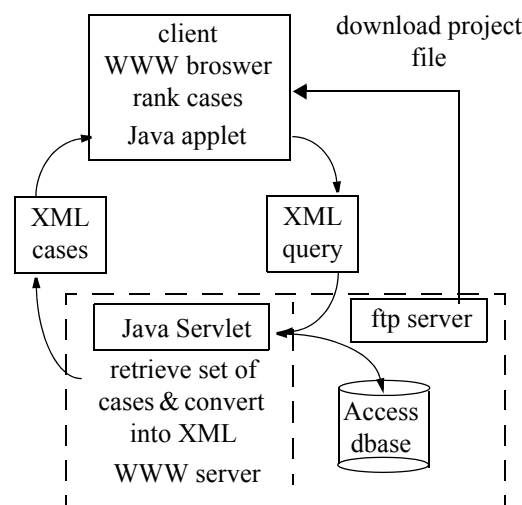 client
WWW broswer
rank cases
Java applet
download project
file
XML
cases
XML
query
Java Servlet
retrieve set of
cases & convert
into XML
WWW server
ftp server
Access
dbase